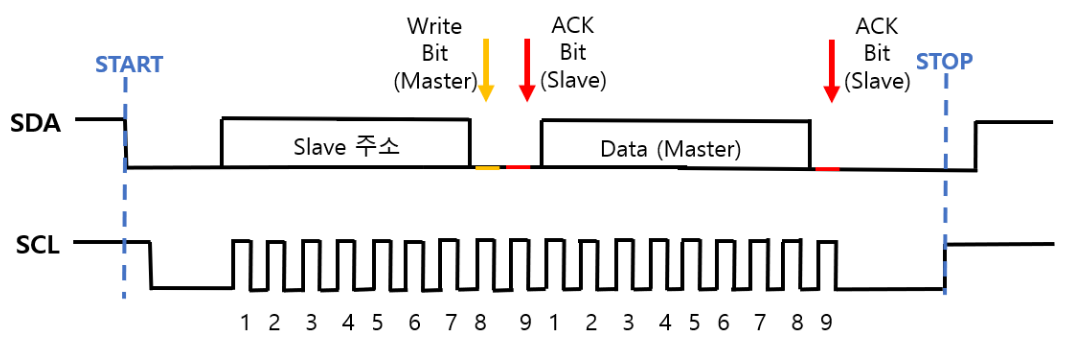 Write
Bit
(Master)
ACK
Bit
(Slave)
ACK
Bit
(Slave)
START
STOP
SDA
Slave 주소
Data (Master)
SCL
1 2 3 4 5 6 7 8 9 1 2 3 4 5 6 7 8 9